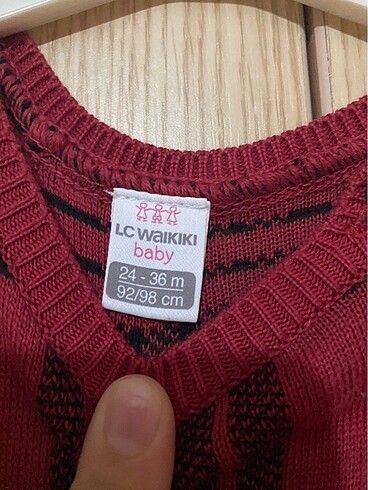 LC WAIKIKI
baby
24 - 36 m
92/98 cm